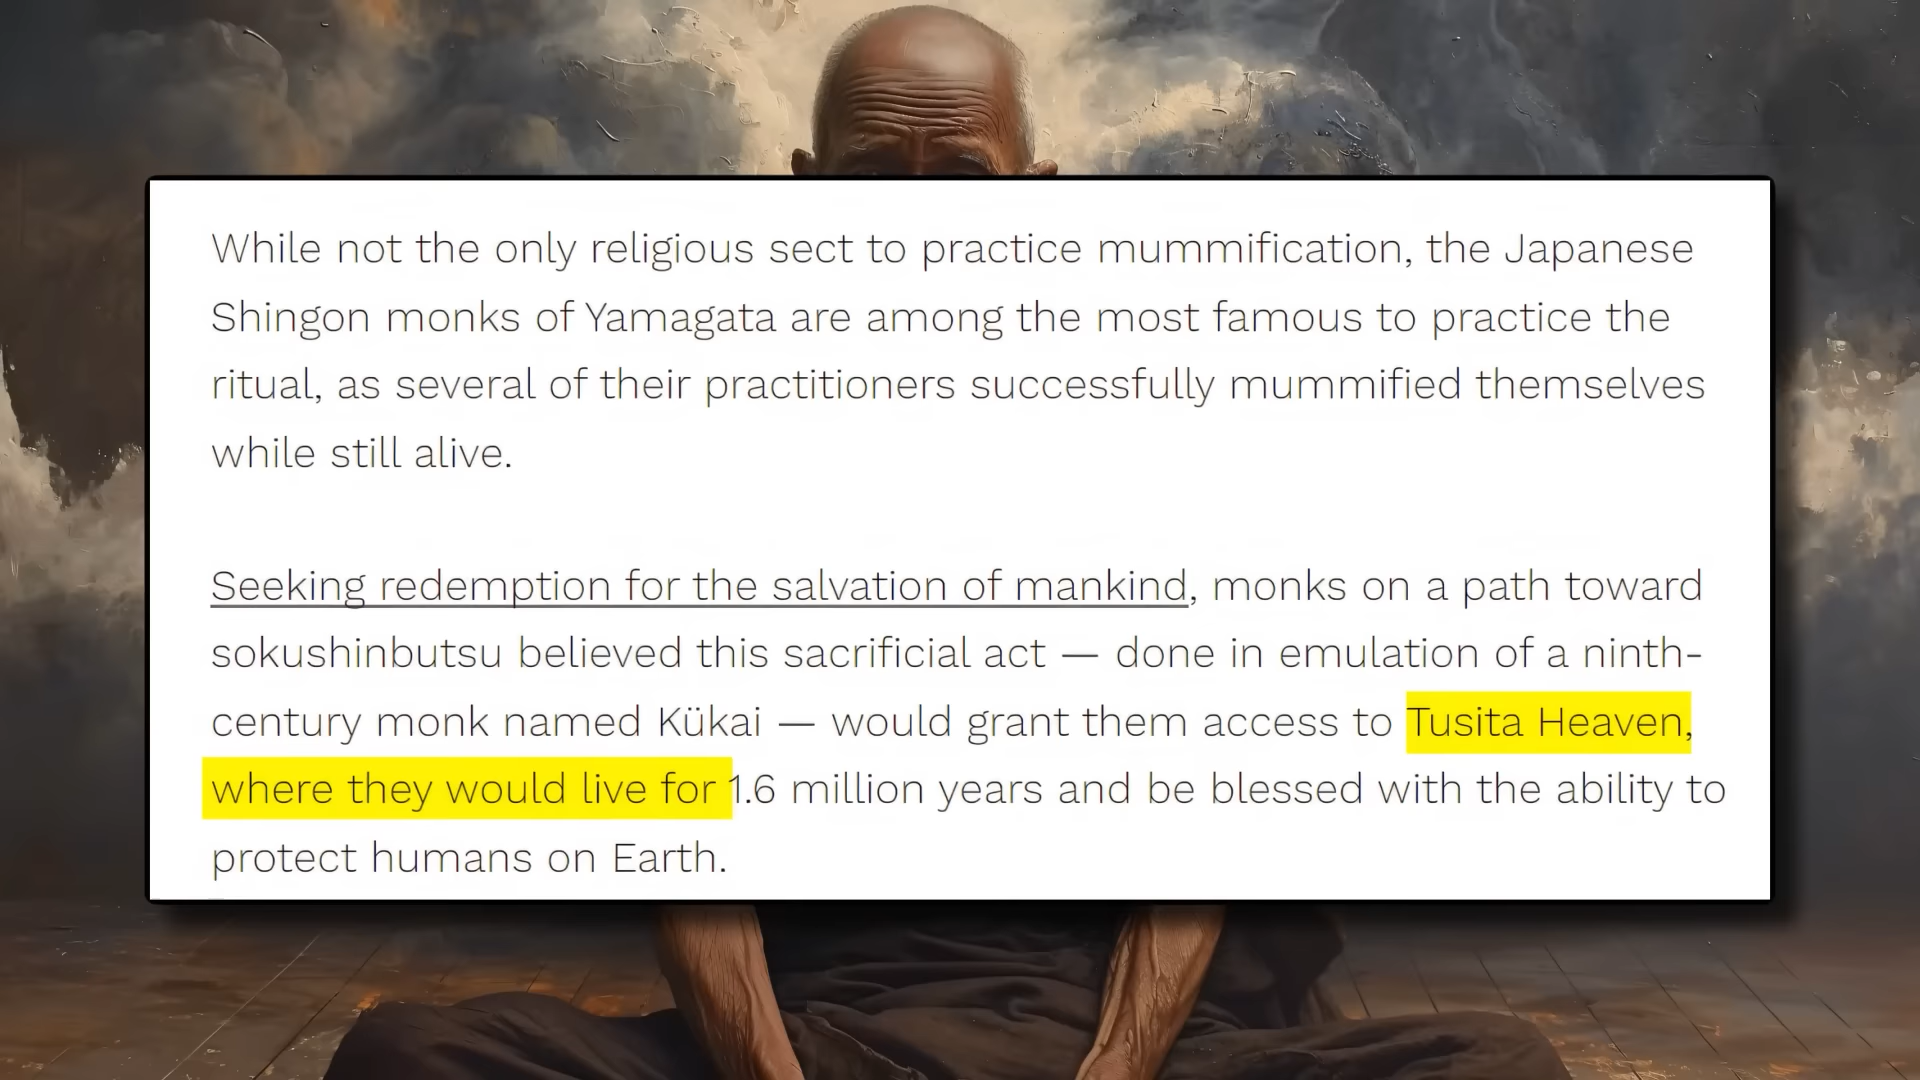 While not the only religious sect to practice mummification, the Japanese
Shingon monks of Yamagata are among the most famous to practice the
ritual, as several of their practitioners successfully mummified themselves
while still alive.
Seeking redemption for the salvation of mankind, monks on a path toward
sokushinbutsu believed this sacrificial act — done in emulation of a ninth-
century monk named Kükai — would grant them access to Tusita Heaven,
where they would live for 1.6 million years and be blessed with the ability to
protect humans on Earth.